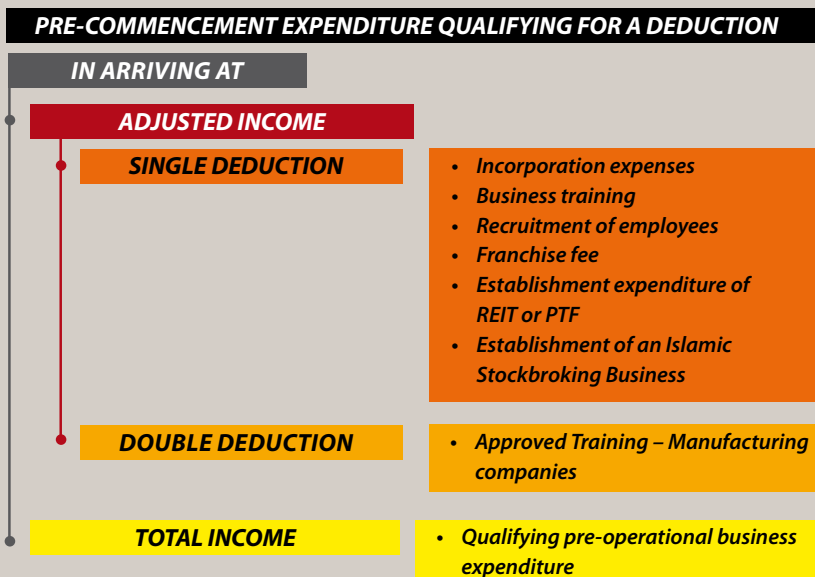 PRE-COMMENCEMENT EXPENDITURE QUALIFYING FOR A DEDUCTION
IN ARRIVING AT
ADJUSTED INCOME
SINGLE DEDUCTION
• Incorporation expenses
• Business training
• Recruitment of employees
• Franchise fee
• Establishment expenditure of
REIT or PTF
• Establishment of an Islamic
Stockbroking Business
DOUBLE DEDUCTION
• Approved Training – Manufacturing
companies
TOTAL INCOME
• Qualifying pre-operational business
expenditure